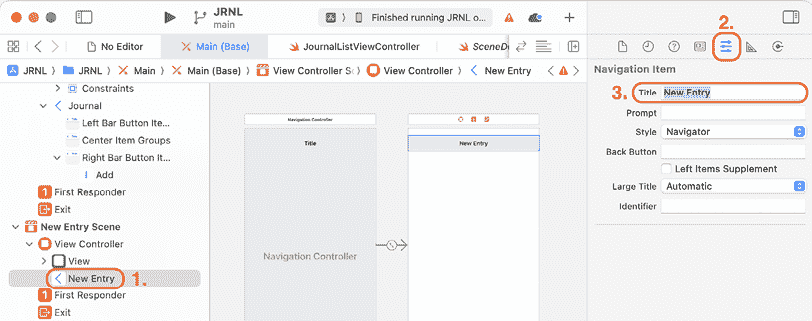 JRNL
main
Finished running JRNL o...
2.
No Editor
Main (Base)
JournalListViewController
SceneDe
JRNL
JRNL
Main
Main (Base)
View Controller Sc
View Controller
New Entry
Constraints
Journal
Left Bar Button Ite...
Center Item Groups
Right Bar Button It...
Add
First Responder
Exit
New Entry Scene
View Controller
View
New Entry
1.
First Responder
Exit
Navigation Controller
Title
Navigation Controller
New Entry
Navigation Item
3.
Title New Entry
Prompt
Style Navigator
Back Button
Left Items Supplement
Large Title Automatic
Identifier